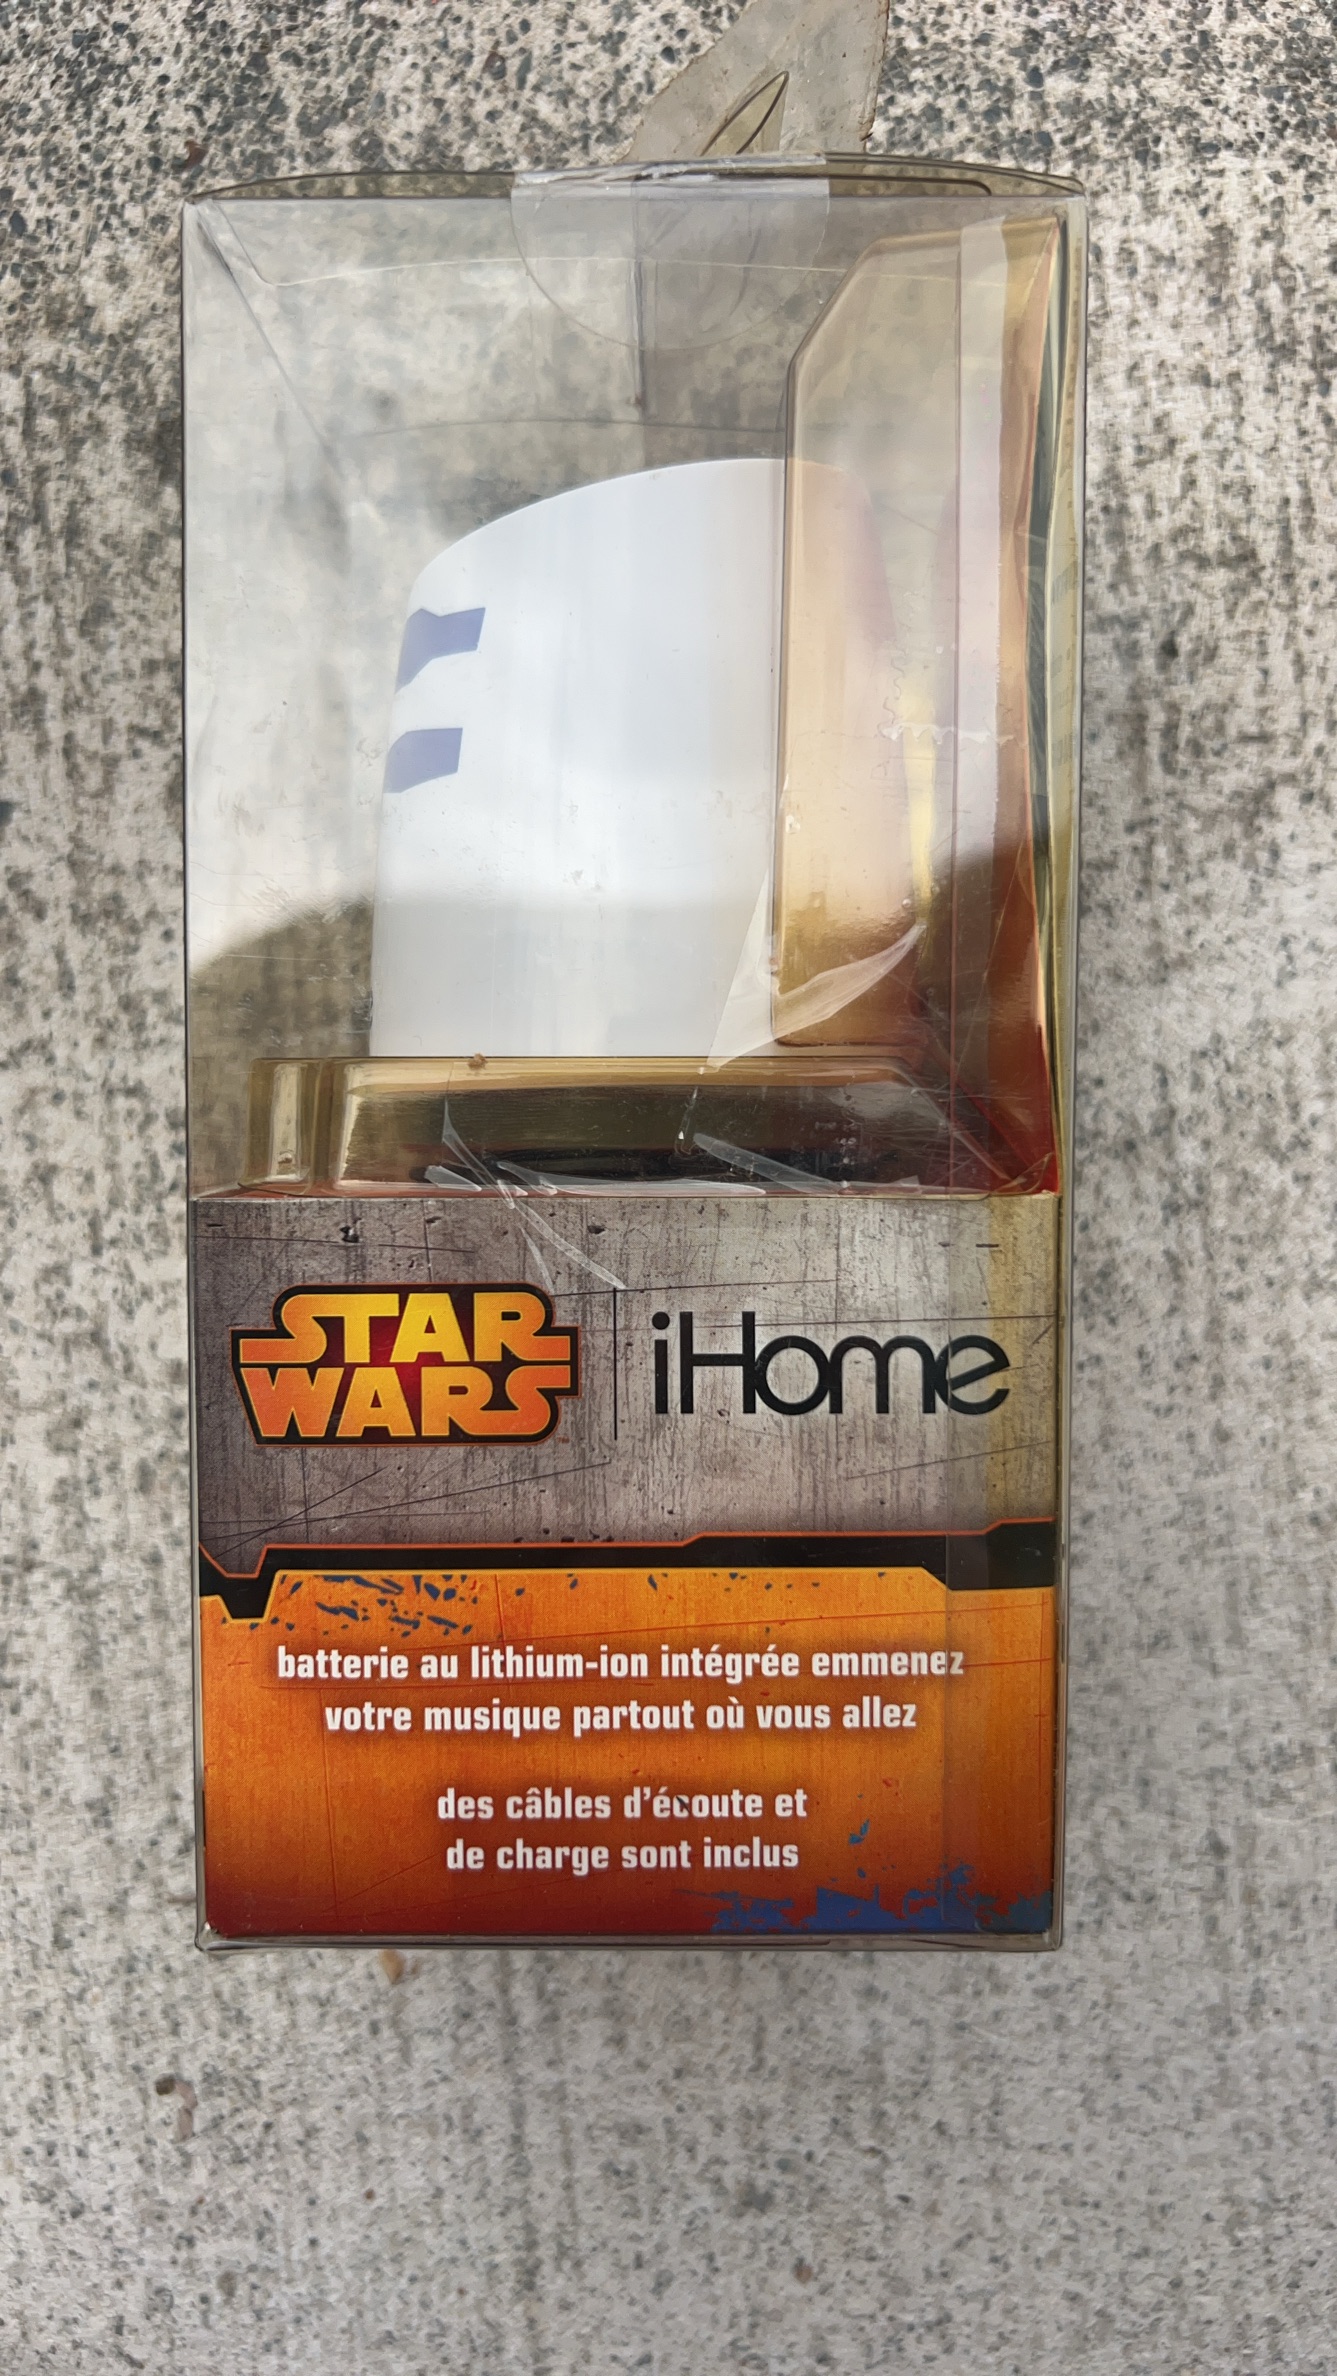 STAR
WARS
iHome
batterie au lithium-ion intégrée emmenez
votre musique partout où vous allez
des câbles d'écoute et
de charge sont inclus